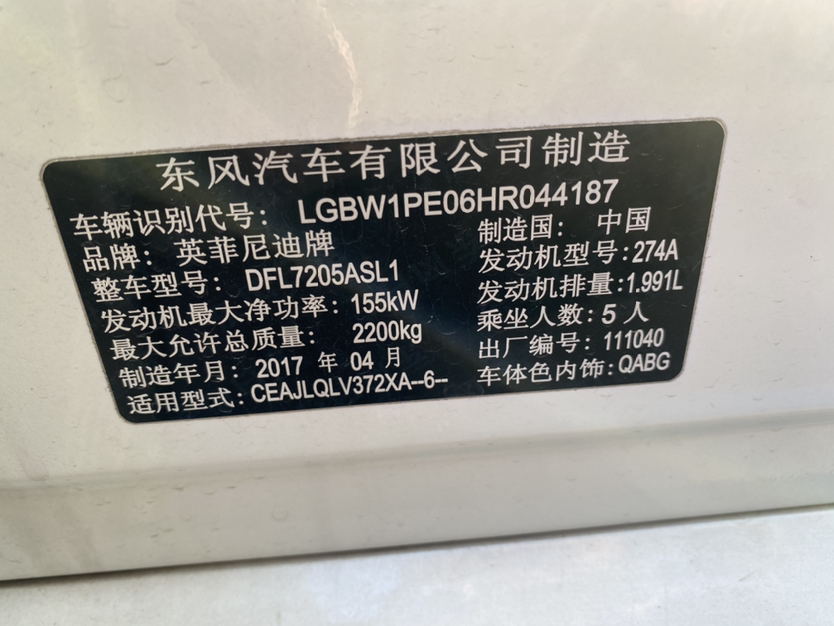 东风汽车有限公司制造
车辆识别代号: LGBW1PE06HR044187
品牌: 英菲尼迪牌 制造国: 中国
整车型号: DFL7205ASL1 发动机型号:274A
发动机最大净功率: 155kW 发动机排量:1.991L
最大允许总质量: 2200kg 乘坐人数:5人
制造年月: 2017 年 04 月 出厂编号: 111040
适用型式: CEAJLQLV372XA--6-- 车体色内饰:QABG